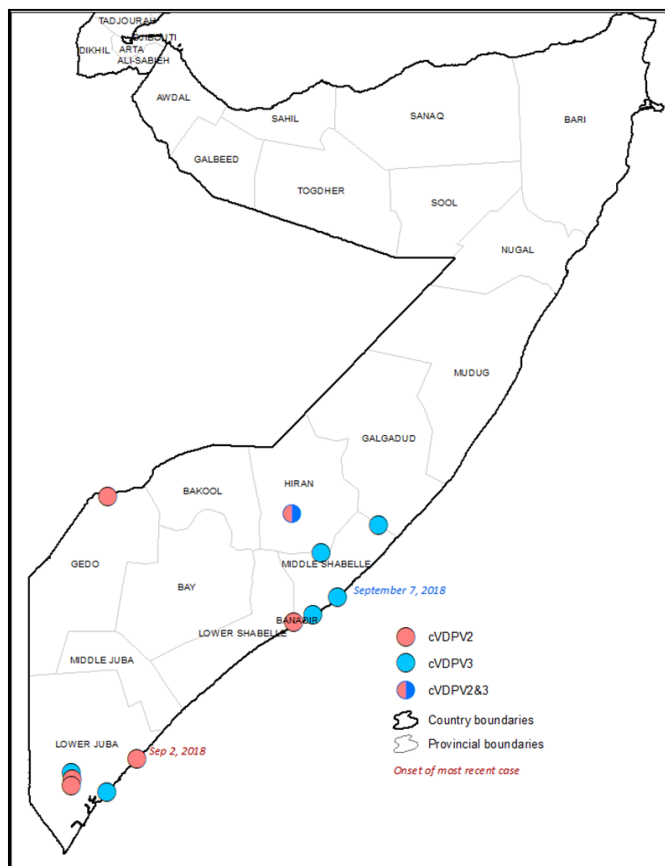 TADJOURAH
DJIBOUTI
DIKHIL
ARTA
ALI-SABIEH
AWDAL
SAHIL
SANAQ
BARI
GALBEED
TOGDHER
SOOL
NUGAL
MUDUG
GALGADUD
HIRAN
BAKOOL
GEDO
MIDDLE SHABELLE
BAY
September 7, 2018
BANADIR
LOWER SHABELLE
cVDPV2
MIDDLE JUBA
cVDPV3
cVDPV2&3
Country boundaries
LOWER JUBA
Provincial boundaries
Sep 2, 2018
Onset of most recent case